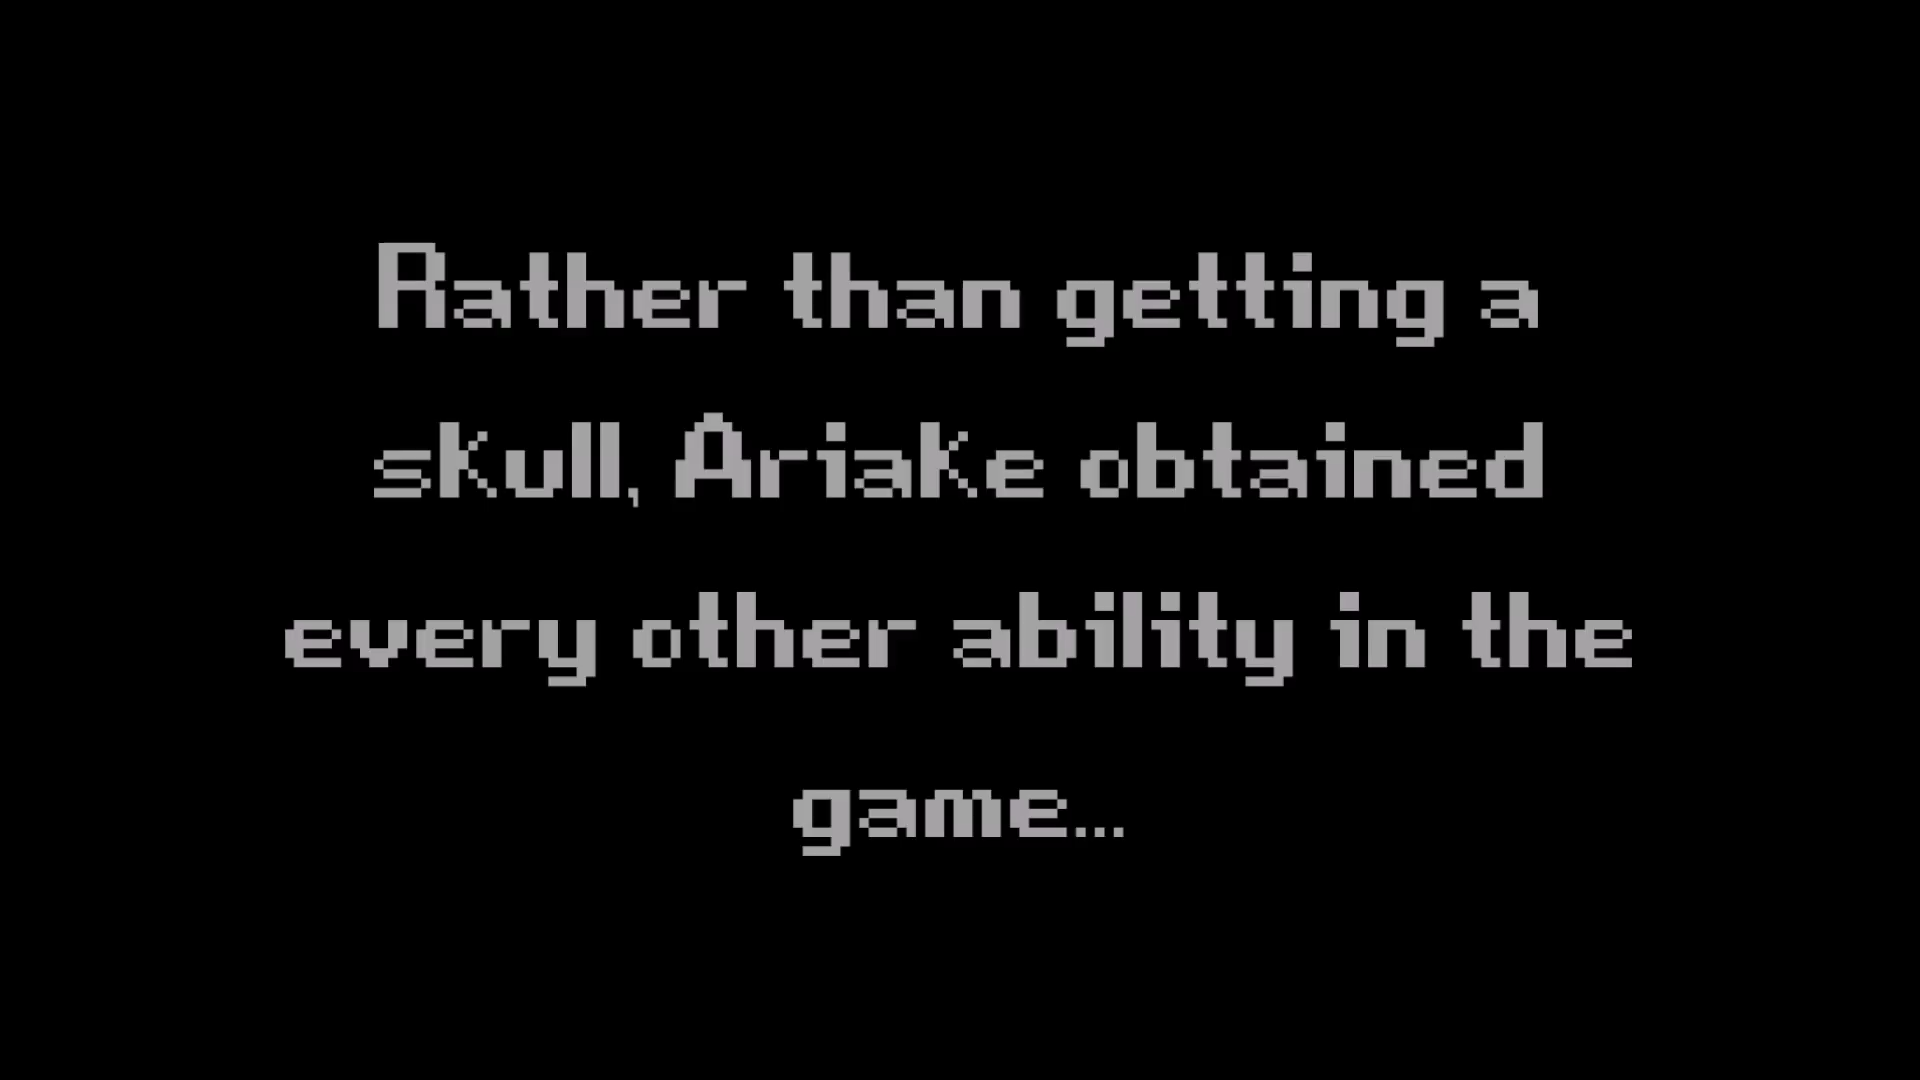 Rather than getting a
skull, Ariake obtained
every other ability in the
game...